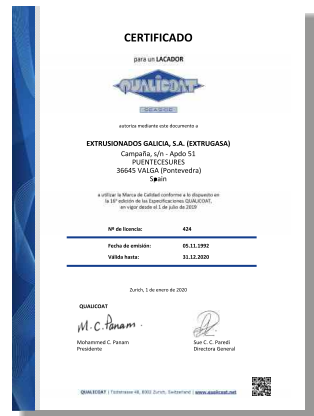 CERTIFICADO
para un LACADOR
QUALICOAT
SEASIDE
autoriza mediante este documento a
EXTRUSIONADOS GALICIA, S.A. (EXTRUGASA)
Campaña, s/n - Apdo 51
PUENTECESURES
36645 VALGA (Pontevedra)
Spain
a utilizar la Marca de Calidad conforme a lo dispuesto en
la 16ª edición de las Especificaciones QUALICOAT,
en vigor desde el 1 de julio de 2019
Nº de licencia: 424
Fecha de emisión: 05.11.1992
Válida hasta: 31.12.2020
Zurich, 1 de enero de 2020
QUALICOAT
M.C.Panam.
Mohammed C. Panam Sue C. C. Paredi
Presidente Directora General
QUALICOAT | Tödistrasse 48, 8002 Zurich, Switzerland | www.qualicoat.net